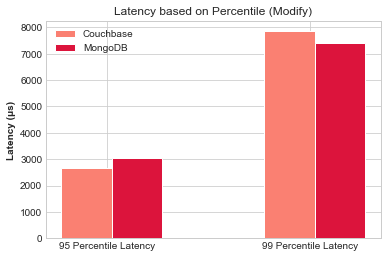 Latency based on Percentile (Modify)
8000
7000
6000
5000
4000
3000
2000
1000
0
Latency (μs)
Couchbase
MongoDB
95 Percentile Latency
99 Percentile Latency